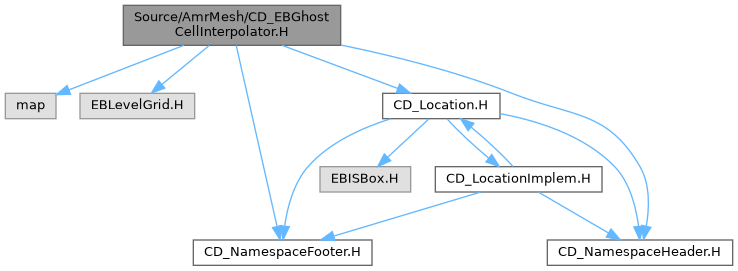 Source/AmrMesh/CD_EBGhost
CellInterpolator.H
map
EBLevelGrid.H
CD_Location.H
EBISBox.H
CD_LocationImplem.H
CD_NamespaceFooter.H
CD_NamespaceHeader.H